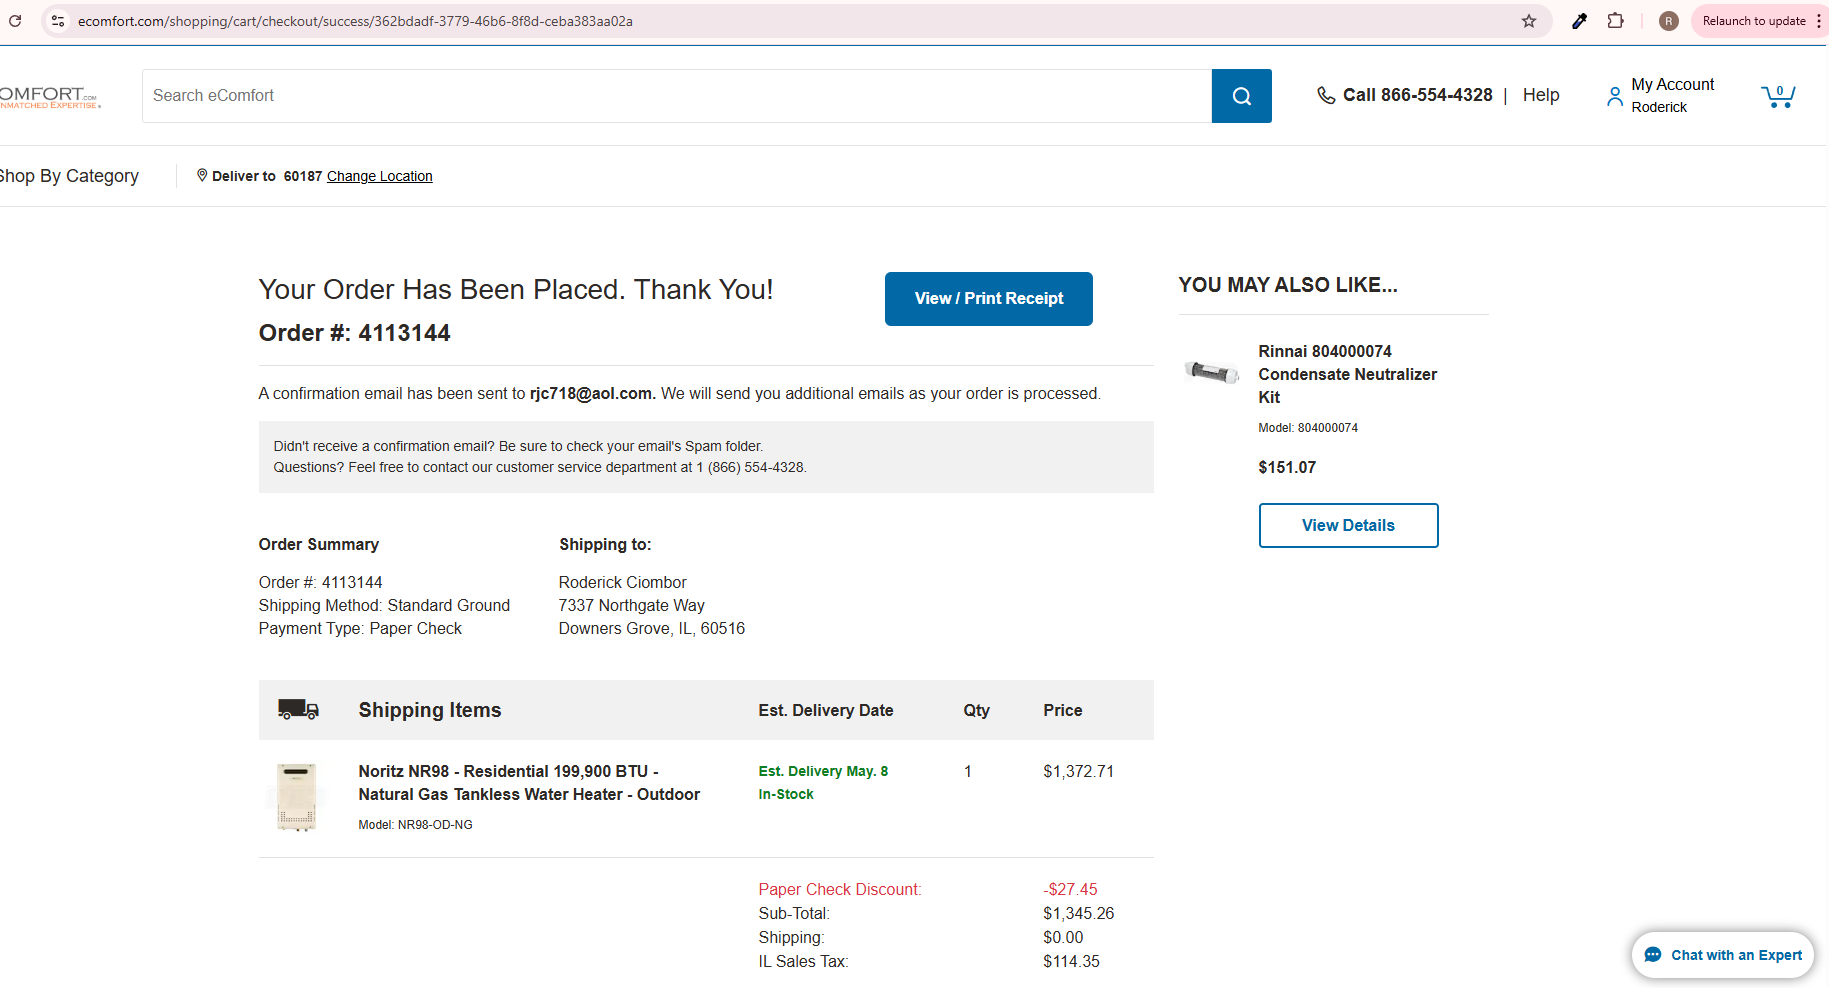 ecomfort.com/shopping/cart/checkout/success/362bdadf-3779-46b6-8f8d-ceba383aa02a
R
Relaunch to update
OMFORT.COM
NMATCHED EXPERTISE
Search eComfort
Call 866-554-4328 | Help
My Account
Roderick
0
Shop By Category
Deliver to 60187 Change Location
Your Order Has Been Placed. Thank You!
View / Print Receipt
Order #: 4113144
A confirmation email has been sent to rjc718@aol.com. We will send you additional emails as your order is processed.
Didn't receive a confirmation email? Be sure to check your email's Spam folder.
Questions? Feel free to contact our customer service department at 1 (866) 554-4328.
Order Summary
Order #: 4113144
Shipping Method: Standard Ground
Payment Type: Paper Check
Shipping to:
Roderick Ciombor
7337 Northgate Way
Downers Grove, IL, 60516
Shipping Items Est. Delivery Date Qty Price
Noritz NR98 - Residential 199,900 BTU -
Natural Gas Tankless Water Heater - Outdoor
Model: NR98-OD-NG
Est. Delivery May. 8
In-Stock
1
$1,372.71
Paper Check Discount: -$27.45
Sub-Total: $1,345.26
Shipping: $0.00
IL Sales Tax: $114.35
YOU MAY ALSO LIKE...
Rinnai 804000074
Condensate Neutralizer
Kit
Model: 804000074
$151.07
View Details
Chat with an Expert